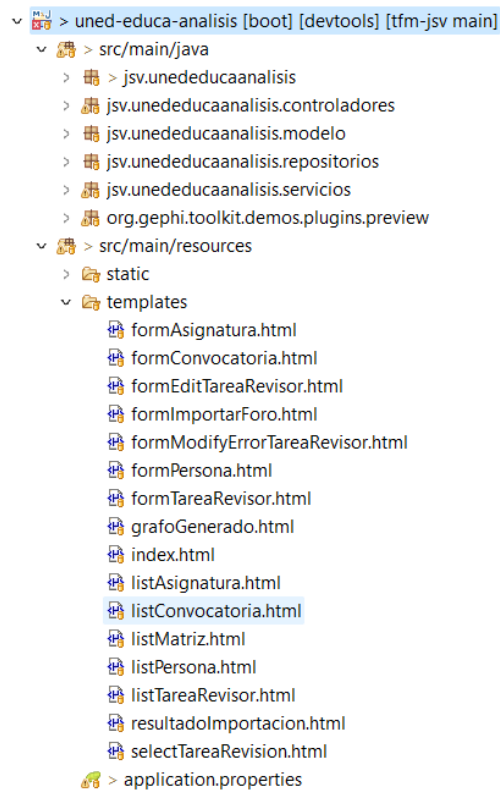 > uned-educa-analisis [boot] [devtools] [tfm-jsv main]
> src/main/java
> jsv.unededucaanalisis
jsv.unededucaanalisis.controladores
jsv.unededucaanalisis.modelo
jsv.unededucaanalisis.repositorios
jsv.unededucaanalisis.servicios
org.gephi.toolkit.demos.plugins.preview
> src/main/resources
static
templates
formAsignatura.html
formConvocatoria.html
formEditTareaRevisor.html
formImportarForo.html
formModifyErrorTareaRevisor.html
formPersona.html
formTareaRevisor.html
grafoGenerado.html
index.html
listAsignatura.html
listConvocatoria.html
listMatriz.html
listPersona.html
listTareaRevisor.html
resultadoImportacion.html
selectTareaRevision.html
> application.properties